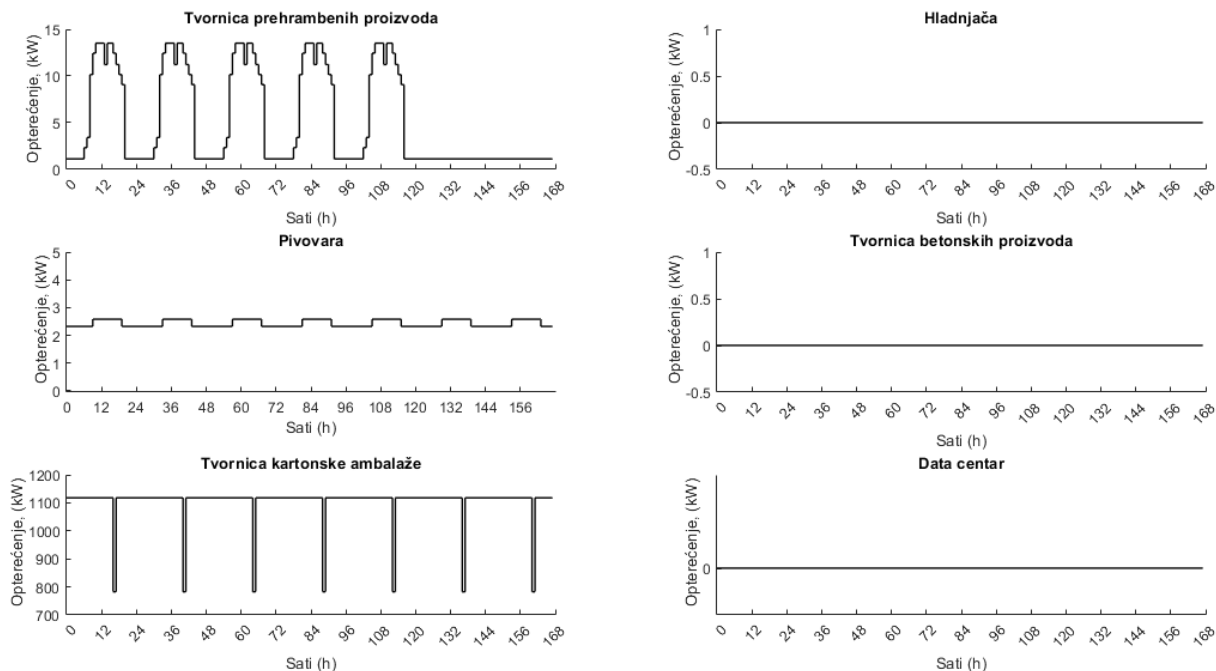 Tvornica prehrambenih proizvoda
Opterećenje, (kW)
15
10
5
0
0 12 24 36 48 60 72 84 96 108 120 132 144 156 168
Sati (h)
Hladnjača
Opterećenje, (kW)
1
0.5
0
-0.5
0 12 24 36 48 60 72 84 96 108 120 132 144 156 168
Sati (h)
Pivovara
Opterećenje, (kW)
5
4
3
2
1
0
0 12 24 36 48 60 72 84 96 108 120 132 144 156
Sati (h)
Tvornica betonskih proizvoda
Opterećenje, (kW)
1
0.5
0
-0.5
0 12 24 36 48 60 72 84 96 108 120 132 144 156 168
Sati (h)
Tvornica kartonske ambalaže
Opterećenje, (kW)
1200
1100
1000
900
800
700
0 12 24 36 48 60 72 84 96 108 120 132 144 156 168
Sati (h)
Data centar
Opterećenje, (kW)
0
0 12 24 36 48 60 72 84 96 108 120 132 144 156 168
Sati (h)